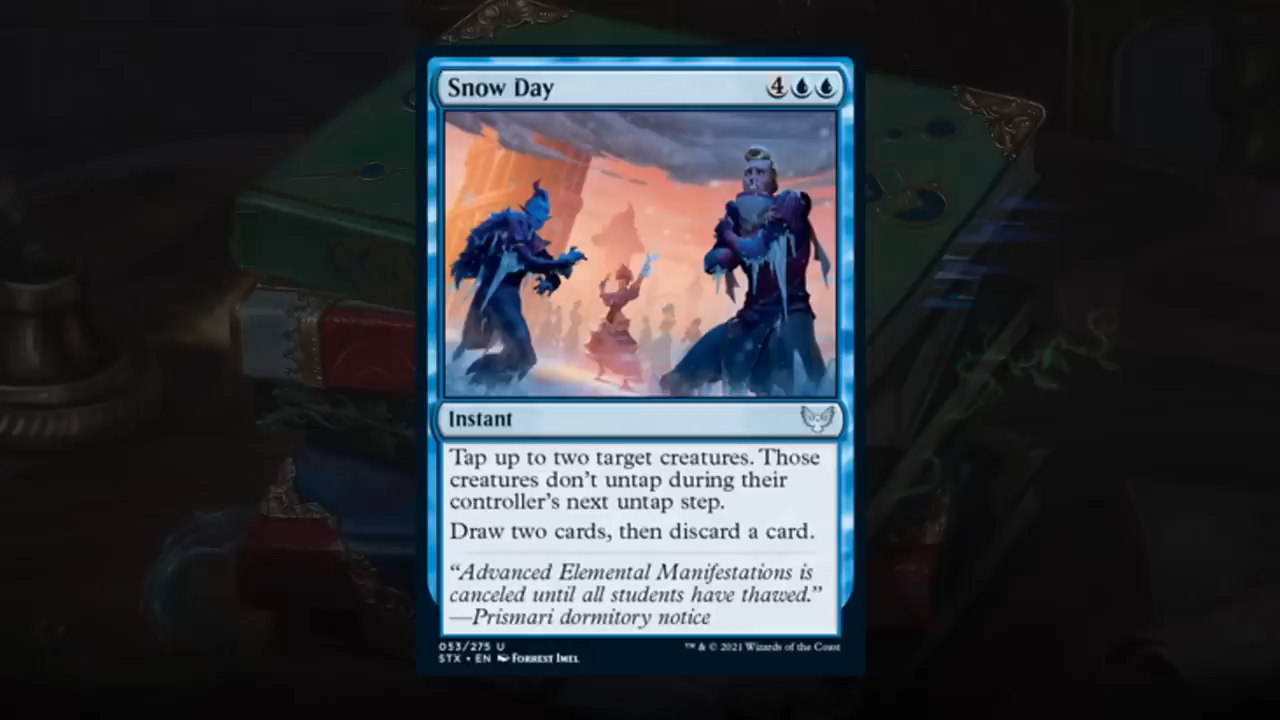 Snow Day 4
Instant
Tap up to two target creatures. Those
creatures don't untap during their
controller's next untap step.
Draw two cards, then discard a card.
“Advanced Elemental Manifestations is
canceled until all students have thawed.”
—Prismari dormitory notice
053/275 U
™ & © 2021 Wizards of the Coast
STX • EN Forrest Imel